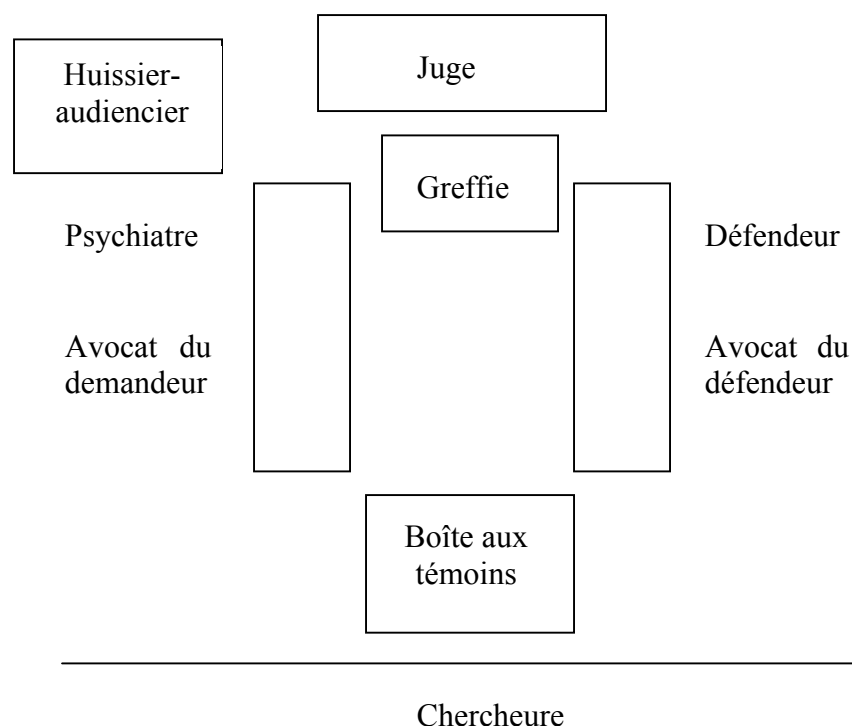 Huissier-
audiencier
Juge
Greffie
Psychiatre
Défendeur
Avocat du
demandeur
Avocat du
défendeur
Boîte aux
témoins
Chercheure